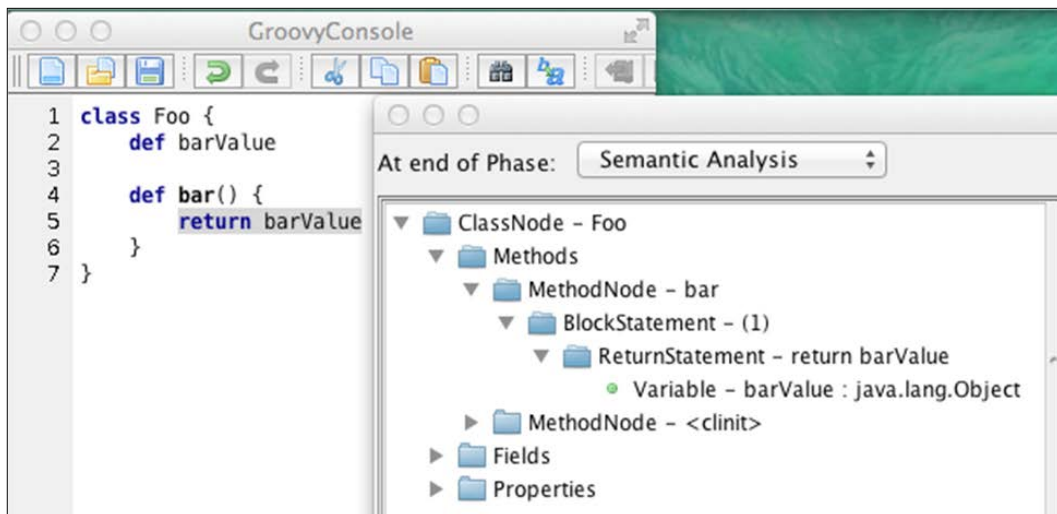 GroovyConsole
1 class Foo {
2     def barValue
3
4     def bar() {
5         return barValue
6     }
7 }
At end of Phase: Semantic Analysis
ClassNode – Foo
Methods
MethodNode – bar
BlockStatement – (1)
ReturnStatement – return barValue
Variable – barValue : java.lang.Object
MethodNode – <clinit>
Fields
Properties